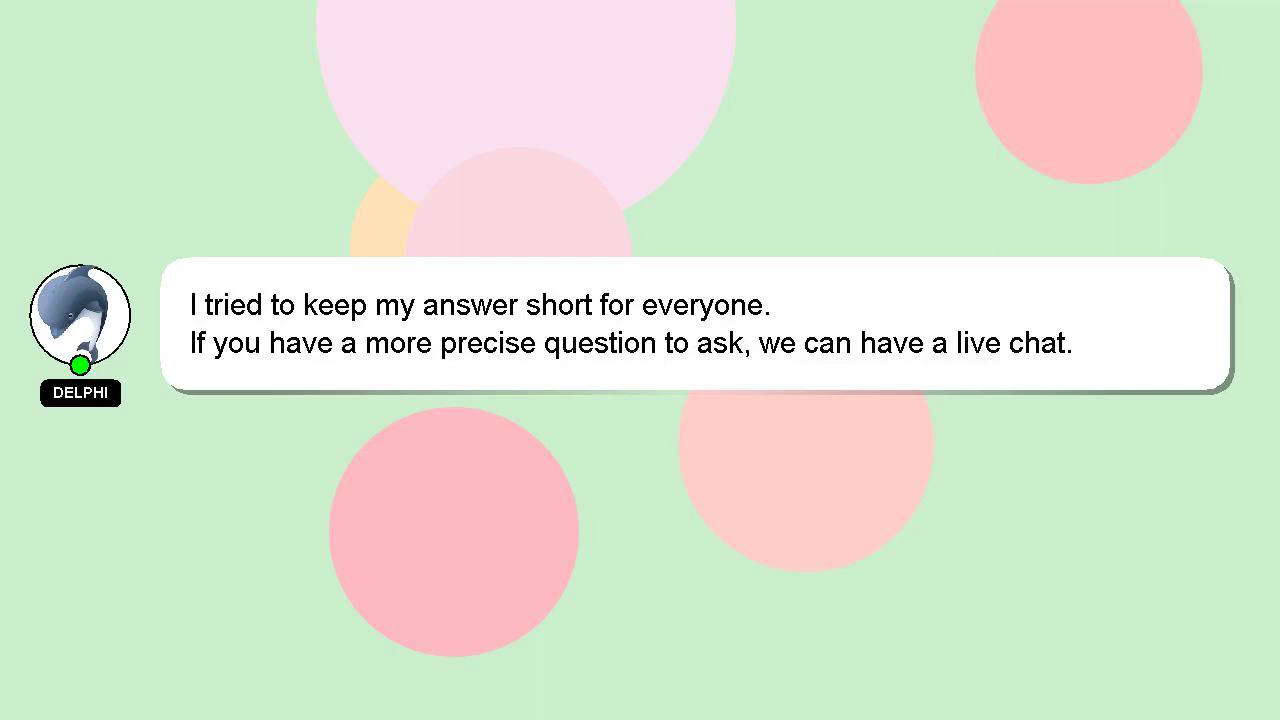 I tried to keep my answer short for everyone.
If you have a more precise question to ask, we can have a live chat.
DELPHI